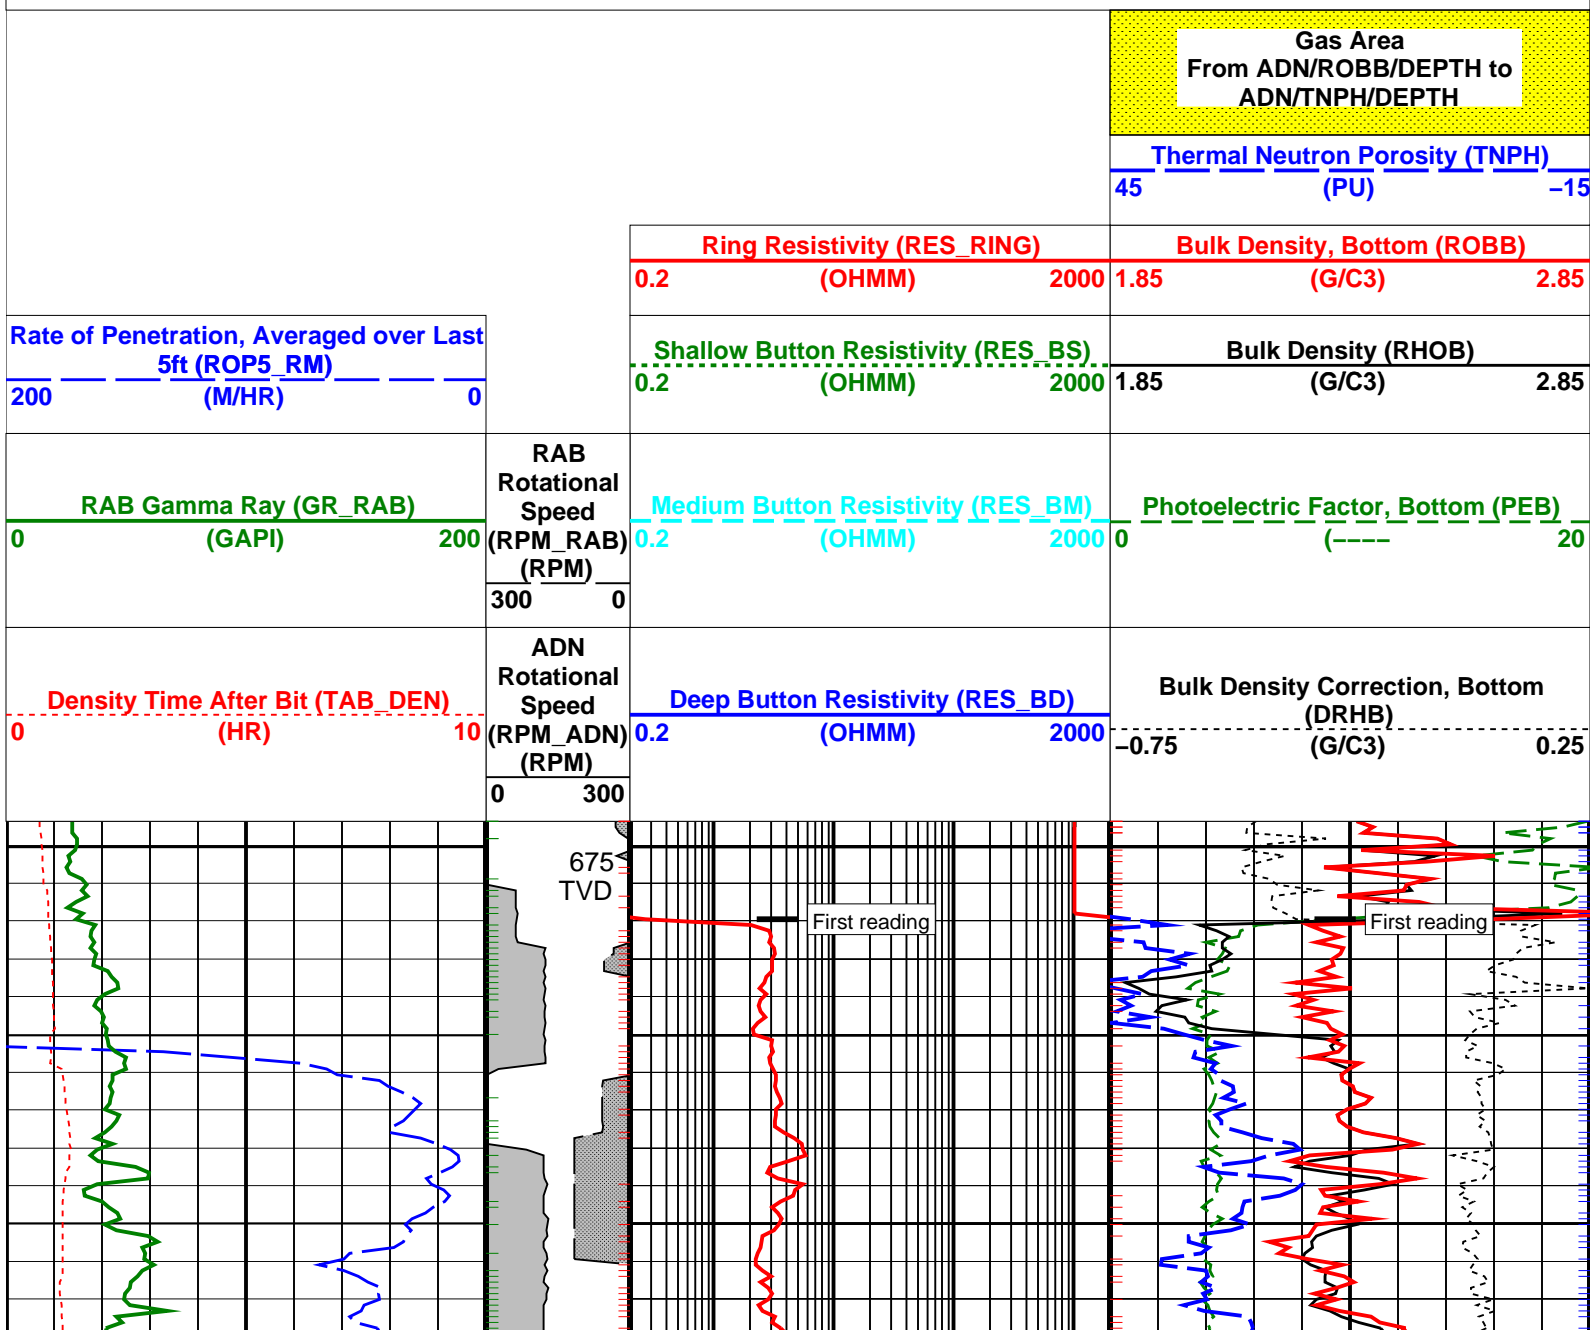 Gas Area
From ADN/ROBB/DEPTH to
ADN/TNPH/DEPTH
Thermal Neutron Porosity (TNPH)
45 (PU) –15
Ring Resistivity (RES_RING)
0.2 (OHMM) 2000
Bulk Density, Bottom (ROBB)
1.85 (G/C3) 2.85
Rate of Penetration, Averaged over Last
5ft (ROP5_RM)
200 (M/HR) 0
Shallow Button Resistivity (RES_BS)
0.2 (OHMM) 2000
Bulk Density (RHOB)
1.85 (G/C3) 2.85
RAB Gamma Ray (GR_RAB)
0 (GAPI) 200
RAB
Rotational
Speed
(RPM_RAB)
(RPM)
300 0
Medium Button Resistivity (RES_BM)
0.2 (OHMM) 2000
Photoelectric Factor, Bottom (PEB)
0 (–––– 20
Density Time After Bit (TAB_DEN)
0 (HR) 10
ADN
Rotational
Speed
(RPM_ADN)
(RPM)
0 300
Deep Button Resistivity (RES_BD)
0.2 (OHMM) 2000
Bulk Density Correction, Bottom
(DRHB)
–0.75 (G/C3) 0.25
675
TVD
First reading
First reading